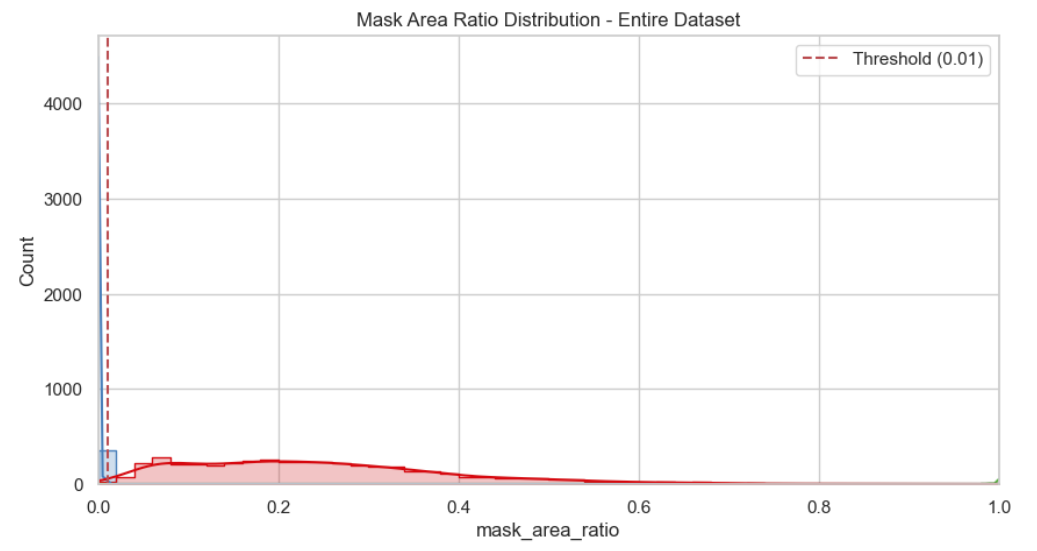 Mask Area Ratio Distribution - Entire Dataset
Threshold (0.01)
4000
3000
2000
1000
0
Count
0.0 0.2 0.4 0.6 0.8 1.0
mask_area_ratio